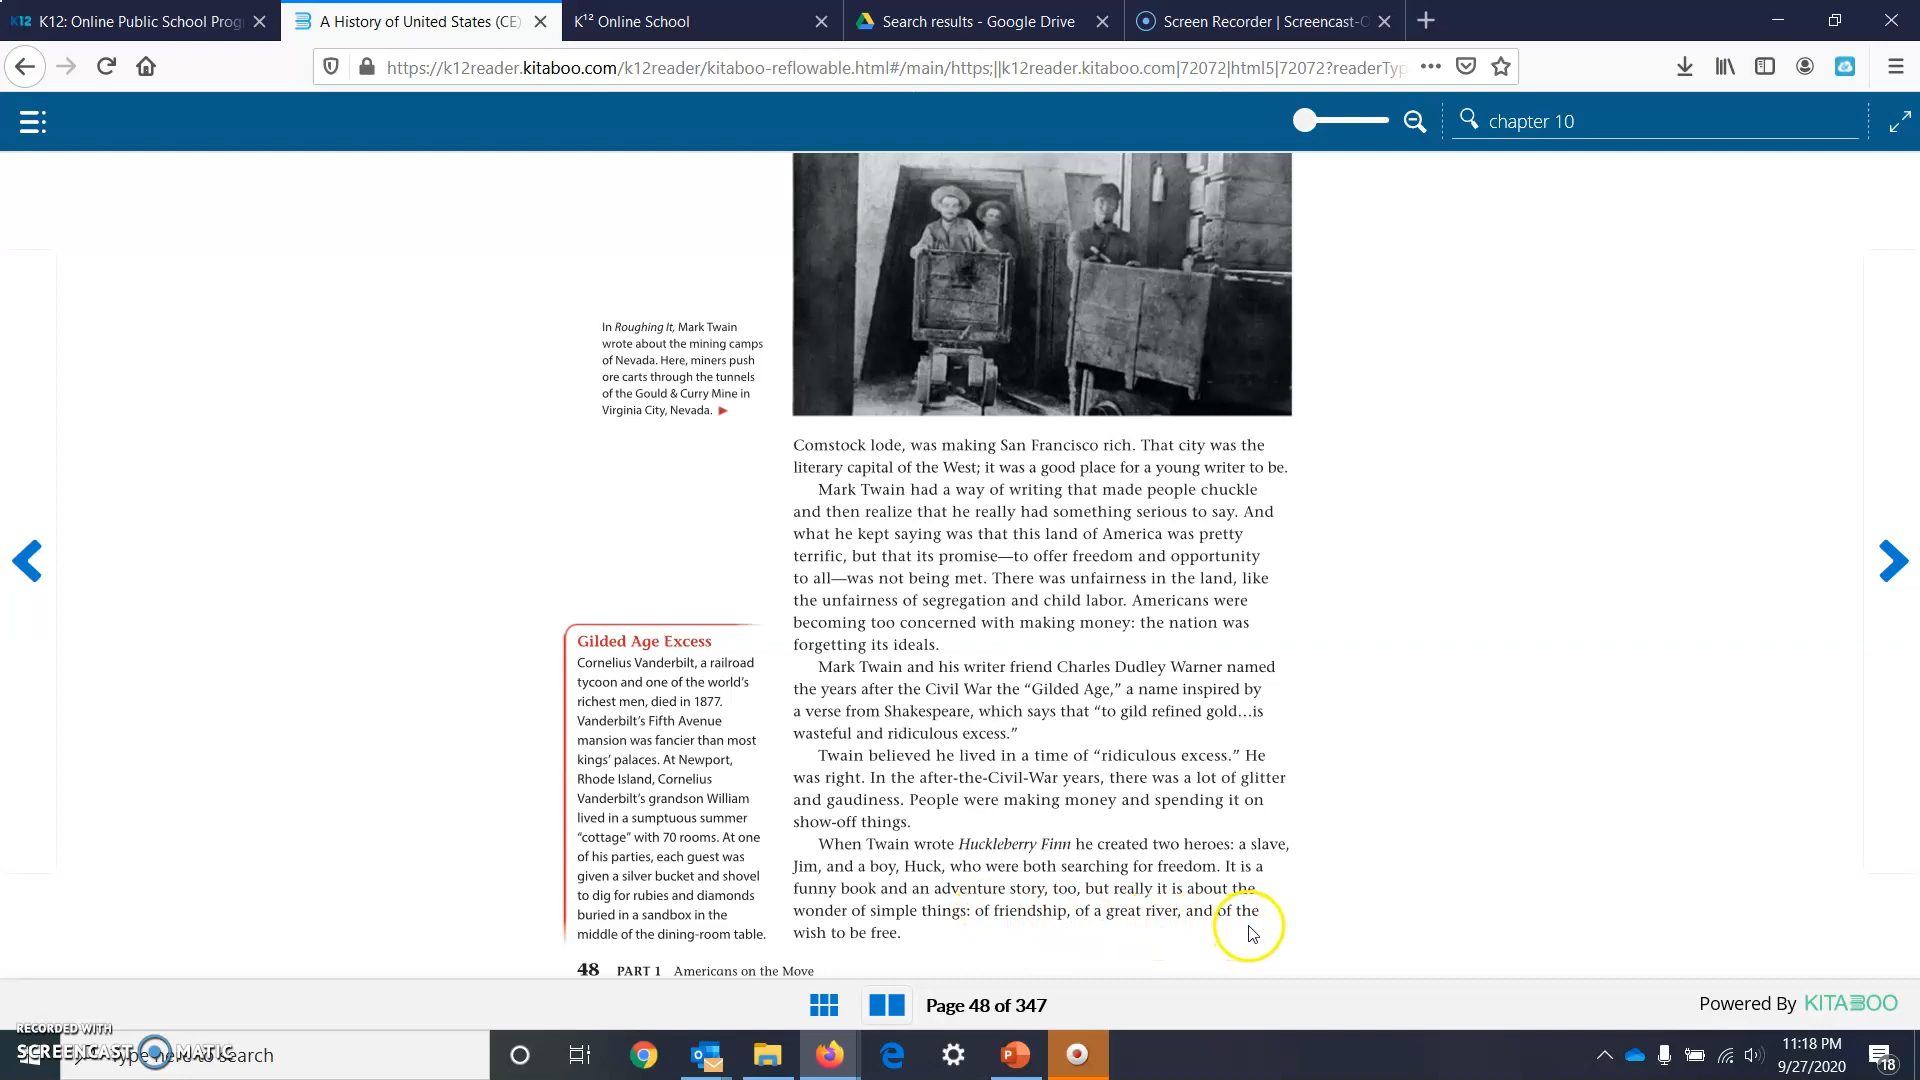 K12: Online Public School Prog
A History of United States (CE)
K¹² Online School
Search results - Google Drive
Screen Recorder | Screencast-O
https://k12reader.kitaboo.com/k12reader/kitaboo-reflowable.html#/main/https;||k12reader.kitaboo.com|72072|html5|72072?readerTyp
chapter 10
In Roughing It, Mark Twain
wrote about the mining camps
of Nevada. Here, miners push
ore carts through the tunnels
of the Gould & Curry Mine in
Virginia City, Nevada.
Comstock lode, was making San Francisco rich. That city was the
literary capital of the West; it was a good place for a young writer to be.
Mark Twain had a way of writing that made people chuckle
and then realize that he really had something serious to say. And
what he kept saying was that this land of America was pretty
terrific, but that its promise—to offer freedom and opportunity
to all—was not being met. There was unfairness in the land, like
the unfairness of segregation and child labor. Americans were
becoming too concerned with making money: the nation was
forgetting its ideals.
Mark Twain and his writer friend Charles Dudley Warner named
the years after the Civil War the “Gilded Age,” a name inspired by
a verse from Shakespeare, which says that “to gild refined gold…is
wasteful and ridiculous excess.”
Twain believed he lived in a time of “ridiculous excess.” He
was right. In the after-the-Civil-War years, there was a lot of glitter
and gaudiness. People were making money and spending it on
show-off things.
When Twain wrote Huckleberry Finn he created two heroes: a slave,
Jim, and a boy, Huck, who were both searching for freedom. It is a
funny book and an adventure story, too, but really it is about the
wonder of simple things: of friendship, of a great river, and of the
wish to be free.
Gilded Age Excess
Cornelius Vanderbilt, a railroad
tycoon and one of the world’s
richest men, died in 1877.
Vanderbilt’s Fifth Avenue
mansion was fancier than most
kings’ palaces. At Newport,
Rhode Island, Cornelius
Vanderbilt’s grandson William
lived in a sumptuous summer
“cottage” with 70 rooms. At one
of his parties, each guest was
given a silver bucket and shovel
to dig for rubies and diamonds
buried in a sandbox in the
middle of the dining-room table.
48 PART 1 Americans on the Move
Page 48 of 347
Powered By KITABOO
RECORDED WITH
SCREENCAST MATIC
Type here to search
11:18 PM
9/27/2020
18